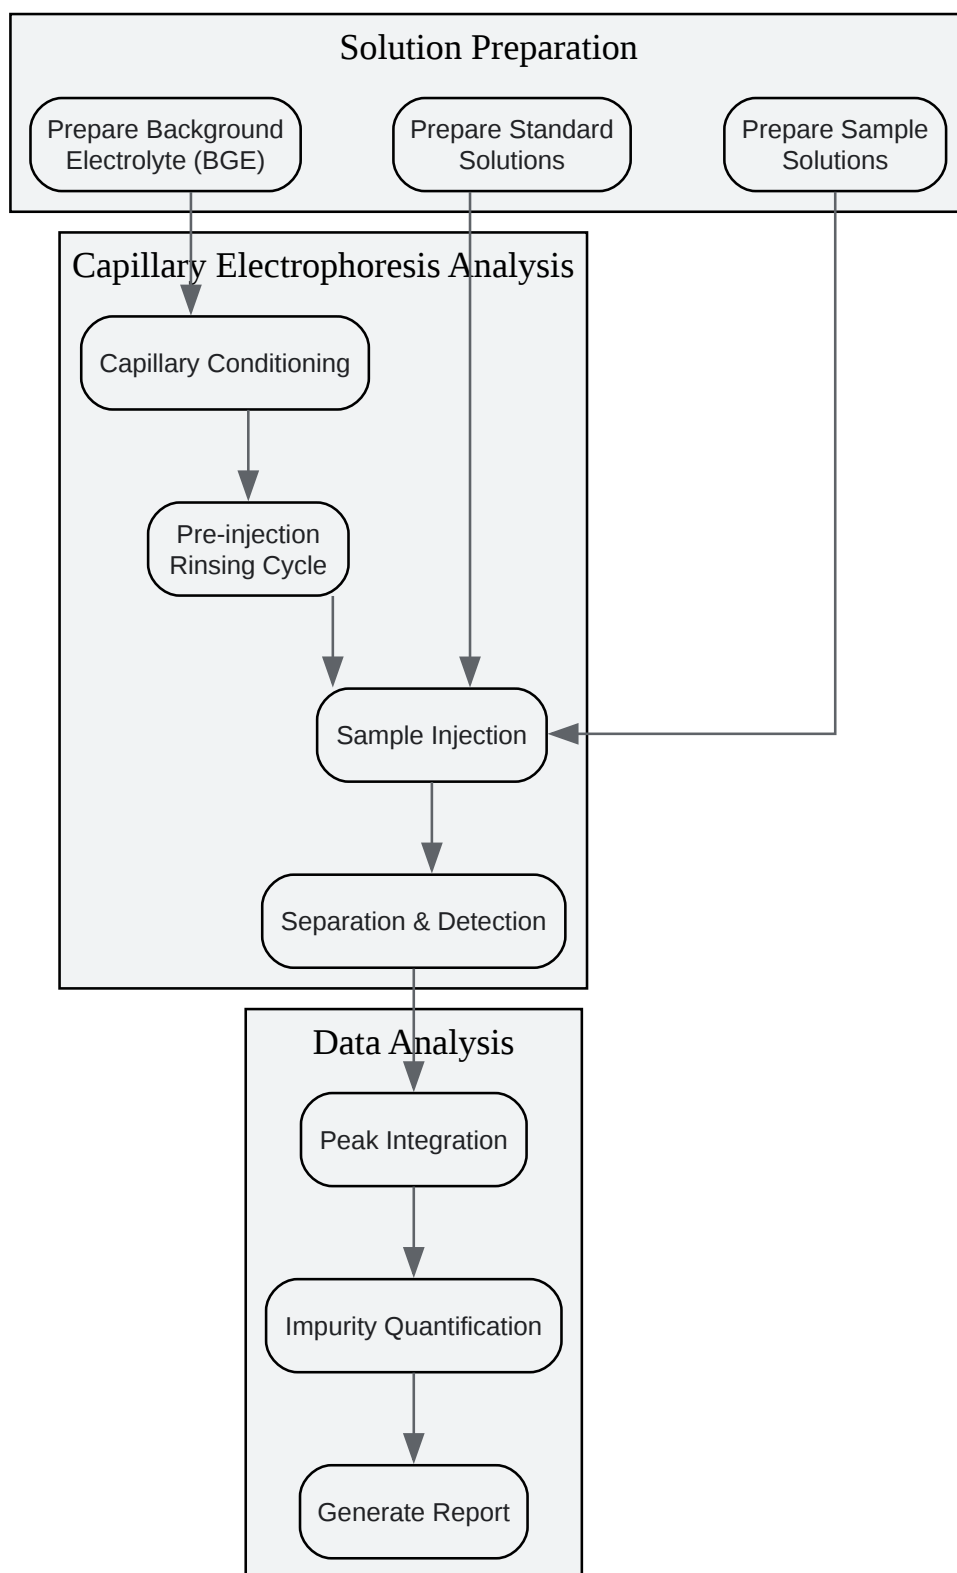 Solution Preparation
Prepare Background
Electrolyte (BGE)
Prepare Standard
Solutions
Prepare Sample
Solutions
Capillary Electrophoresis Analysis
Capillary Conditioning
Pre-injection
Rinsing Cycle
Sample Injection
Separation & Detection
Data Analysis
Peak Integration
Impurity Quantification
Generate Report